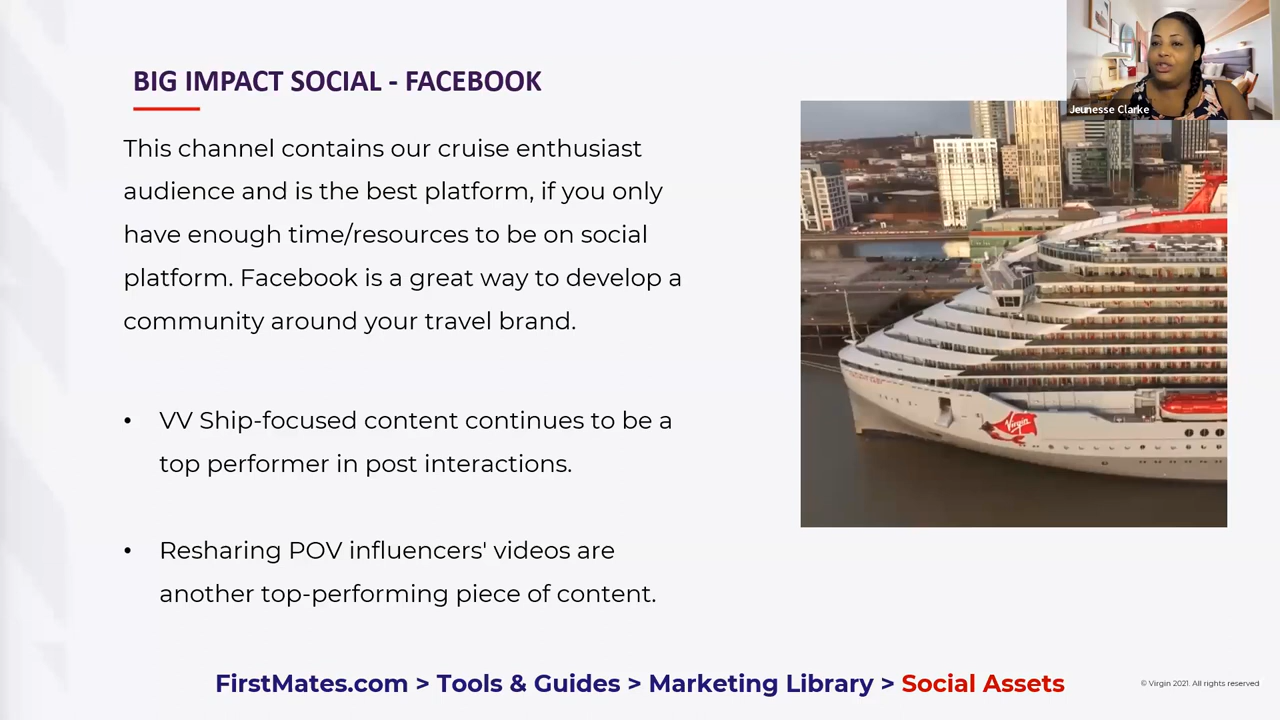 BIG IMPACT SOCIAL - FACEBOOK
Jeunesse Clarke
This channel contains our cruise enthusiast
audience and is the best platform, if you only
have enough time/resources to be on social
platform. Facebook is a great way to develop a
community around your travel brand.
• VV Ship-focused content continues to be a
top performer in post interactions.
• Resharing POV influencers' videos are
another top-performing piece of content.
Virgin
FirstMates.com > Tools & Guides > Marketing Library > Social Assets
© Virgin 2021. All rights reserved